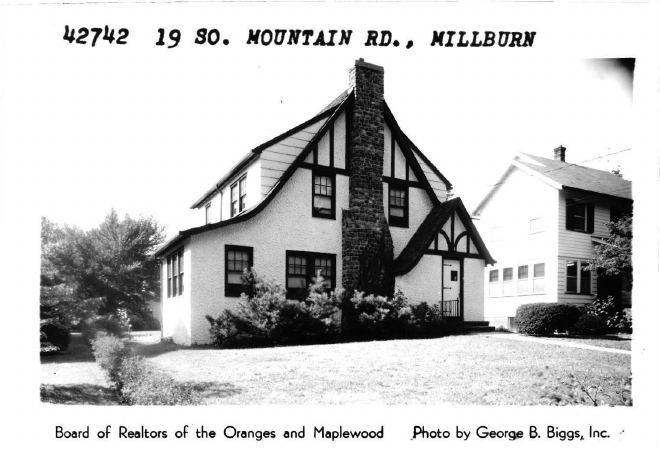 42742 19 SO. MOUNTAIN RD., MILLBURN
Board of Realtors of the Oranges and Maplewood Photo by George B. Biggs, Inc.